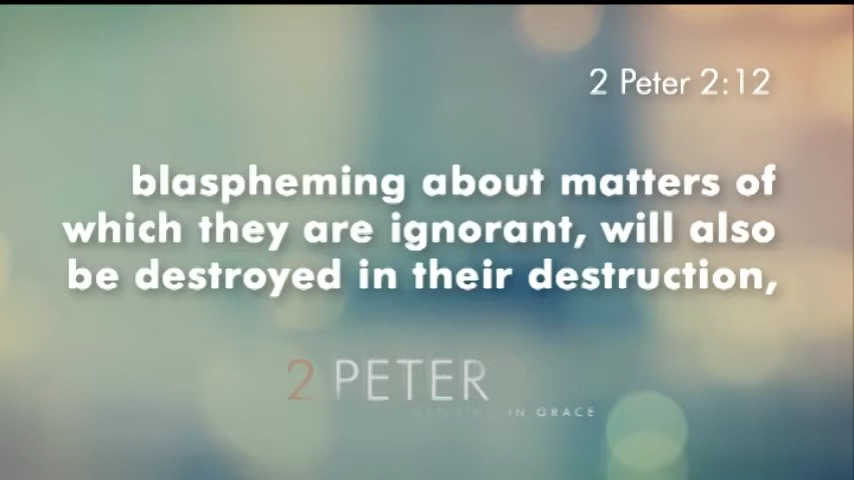 2 Peter 2:12
blaspheming about matters of
which they are ignorant, will also
be destroyed in their destruction,
2 PETER
IN GRACE